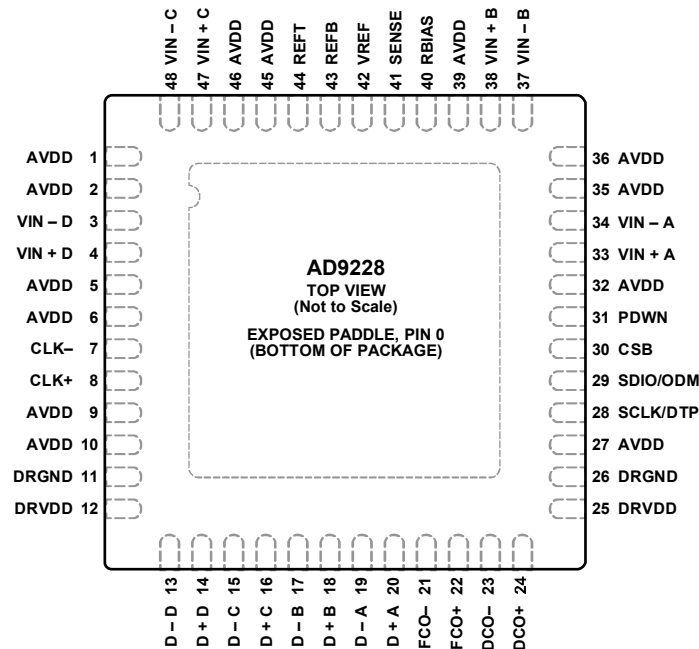 48 VIN – C
47 VIN + C
46 AVDD
45 AVDD
44 REFT
43 REFB
42 VREF
41 SENSE
40 RBIAS
39 AVDD
38 VIN + B
37 VIN – B
AVDD 1
AVDD 2
VIN – D 3
VIN + D 4
AVDD 5
AVDD 6
CLK– 7
CLK+ 8
AVDD 9
AVDD 10
DRGND 11
DRVDD 12
AD9228
TOP VIEW
(Not to Scale)
EXPOSED PADDLE, PIN 0
(BOTTOM OF PACKAGE)
36 AVDD
35 AVDD
34 VIN – A
33 VIN + A
32 AVDD
31 PDWN
30 CSB
29 SDIO/ODM
28 SCLK/DTP
27 AVDD
26 DRGND
25 DRVDD
D – D 13
D + D 14
D – C 15
D + C 16
D – B 17
D + B 18
D – A 19
D + A 20
FCO– 21
FCO+ 22
DCO– 23
DCO+ 24